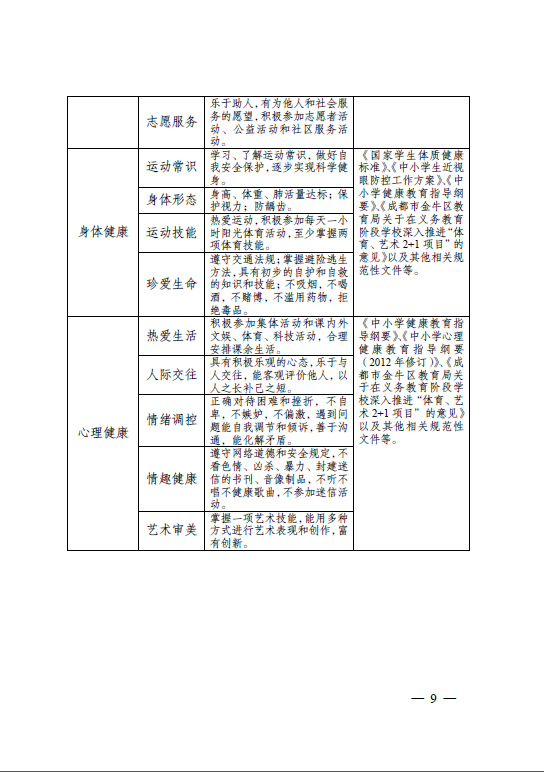 志愿服务
乐于助人，有为他人和社会服
务的愿望，积极参加志愿者活
动、公益活动和社区服务活
动。
身体健康
运动常识
学习、了解运动常识，做好自
我安全保护，逐步实现科学健
身。
身体形态
身高、体重、肺活量达标；保
护视力；防龋齿。
运动技能
热爱运动，积极参加每天一小
时阳光体育活动，至少掌握两
项体育技能。
珍爱生命
遵守交通法规；掌握避险逃生
方法，具有初步的自护和自救
的知识和技能；不吸烟，不喝
酒，不赌博，不滥用药物，拒
绝毒品。
《国家学生体质健康
标准》、《中小学生近视
眼防控工作方案》、《中
小学健康教育指导纲
要》、《成都市金牛区教
育局关于在义务教育
阶段学校深入推进“体
育、艺术 2+1 项目”的
意见》以及其他相关规
范性文件等。
心理健康
热爱生活
积极参加集体活动和课内外
文娱、体育、科技活动，合理
安排课余生活。
人际交往
具有积极乐观的心态，乐于与
人交往，能客观评价他人，以
人之长补己之短。
情绪调控
正确对待困难和挫折，不自
卑，不嫉妒，不偏激，遇到问
题能自我调节和倾诉，善于沟
通，能化解矛盾。
情趣健康
遵守网络道德和安全规定，不
看色情、凶杀、暴力、封建迷
信的书刊、音像制品，不听不
唱不健康歌曲，不参加迷信活
动。
艺术审美
掌握一项艺术技能，能用多种
方式进行艺术表现和创作，富
有创新。
《中小学健康教育指
导纲要》、《中小学心理
健康教育指导纲要
（2012 年修订）》、《成
都市金牛区教育局关
于在义务教育阶段学
校深入推进“体育、艺
术 2+1 项目”的意见》
以及其他相关规范性
文件等。
— 9 —